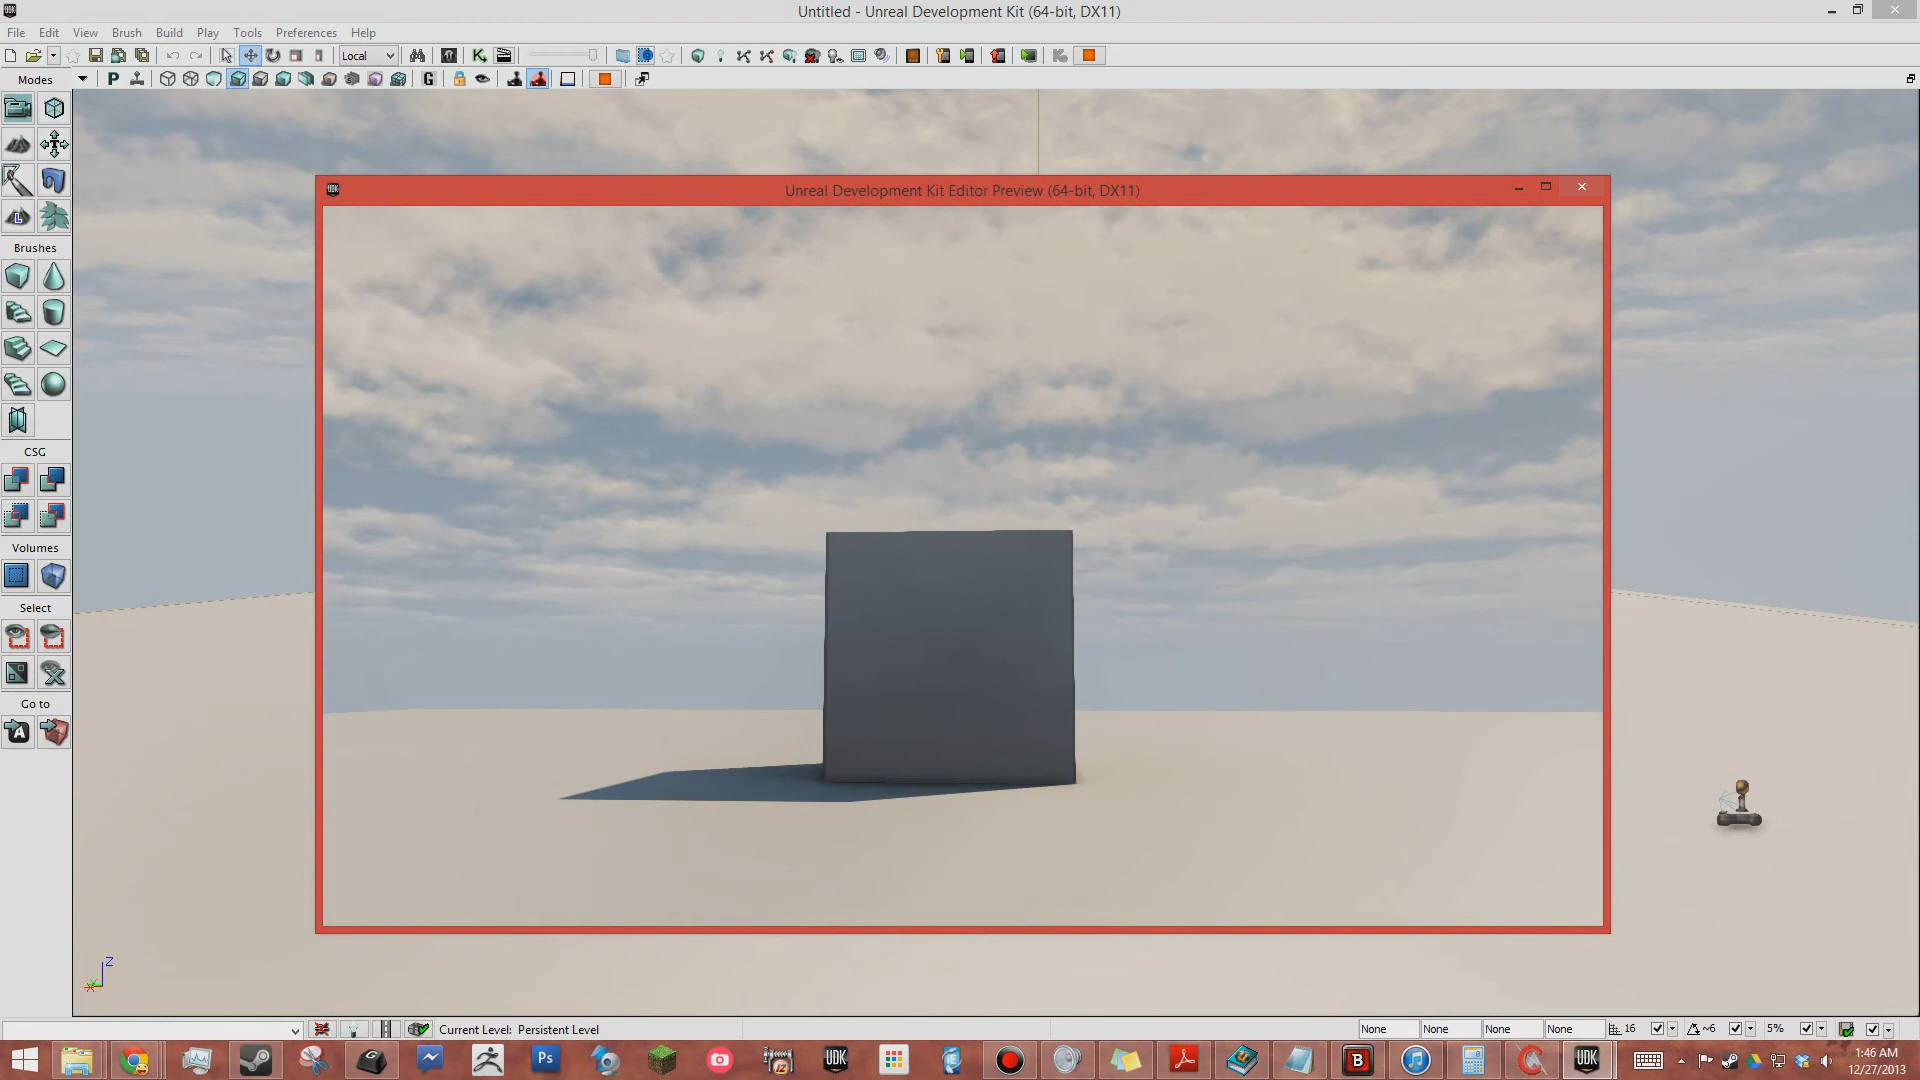 Untitled - Unreal Development Kit (64-bit, DX11)
File Edit View Brush Build Play Tools Preferences Help
Local
Modes
P
G
Unreal Development Kit Editor Preview (64-bit, DX11)
L
Brushes
CSG
Volumes
Select
Go to
A
Z
X
Current Level: Persistent Level
None
None
None
None
16
~6
5%
Ps
UDK
B
UDK
1:46 AM
12/27/2013